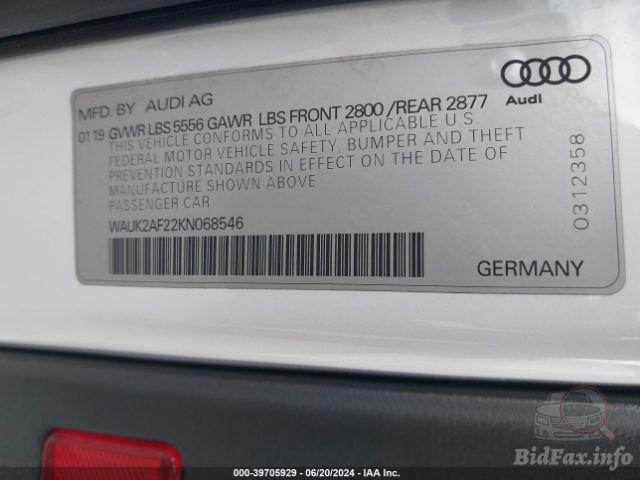 MFD. BY AUDI AG
0119 GVWR LBS 5556 GAWR LBS FRONT 2800 /REAR 2877
THIS VEHICLE CONFORMS TO ALL APPLICABLE U.S.
FEDERAL MOTOR VEHICLE SAFETY, BUMPER AND THEFT
PREVENTION STANDARDS IN EFFECT ON THE DATE OF
MANUFACTURE SHOWN ABOVE
PASSENGER CAR
WAUK2AF22KN068546
Audi
0312358
GERMANY
BidFax.info
000-39705929 - 06/20/2024 - IAA Inc.